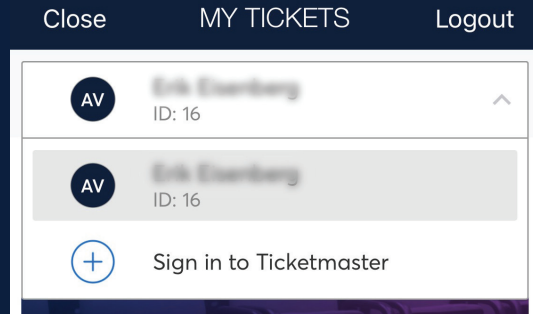 Close MY TICKETS Logout
AV
ID: 16
AV
ID: 16
Sign in to Ticketmaster